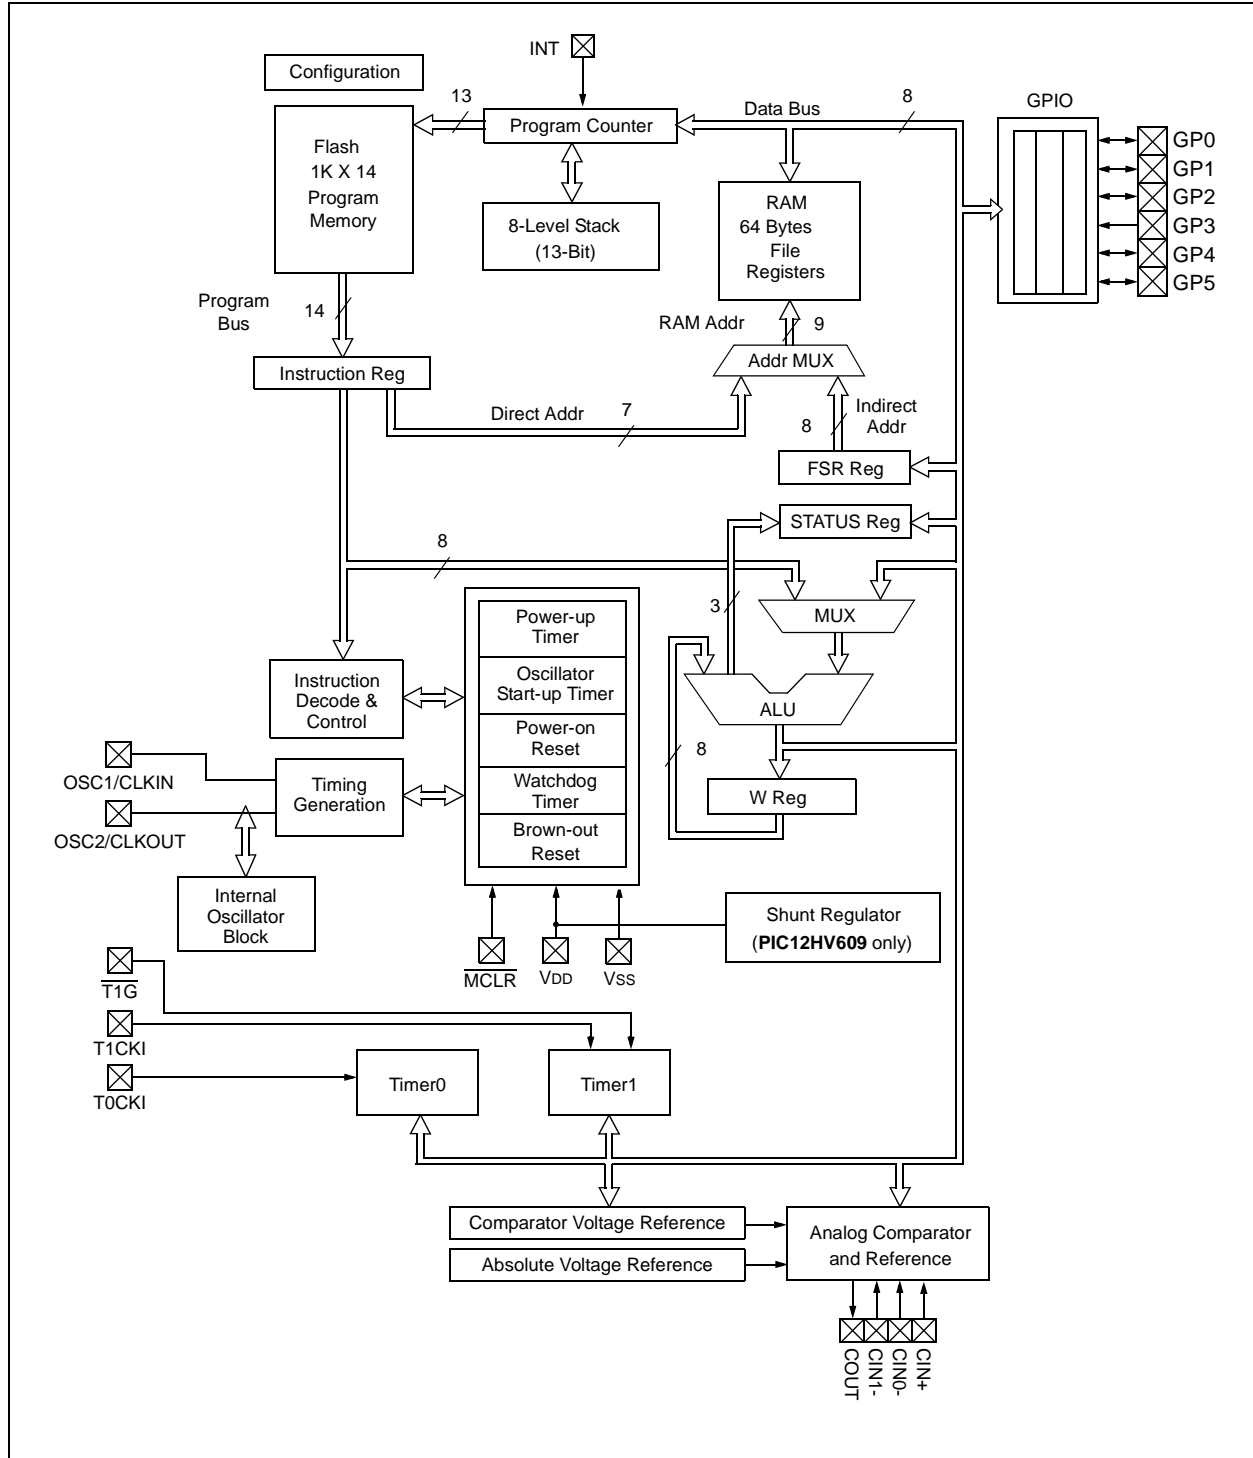 INT
Configuration
13
Data Bus
8
GPIO
Program Counter
Flash
1K X 14
Program
Memory
GP0
GP1
GP2
GP3
GP4
GP5
8-Level Stack
(13-Bit)
RAM
64 Bytes
File
Registers
Program
Bus
14
RAM Addr
9
Addr MUX
Instruction Reg
Direct Addr
7
8
Indirect
Addr
FSR Reg
STATUS Reg
8
3
MUX
Power-up
Timer
Oscillator
Start-up Timer
Power-on
Reset
Watchdog
Timer
Brown-out
Reset
Instruction
Decode &
Control
ALU
8
W Reg
OSC1/CLKIN
Timing
Generation
OSC2/CLKOUT
Internal
Oscillator
Block
Shunt Regulator
(PIC12HV609 only)
MCLR
VDD
VSS
T1G
T1CKI
T0CKI
Timer0
Timer1
Comparator Voltage Reference
Absolute Voltage Reference
Analog Comparator
and Reference
COUT
CIN1-
CIN0-
CIN+